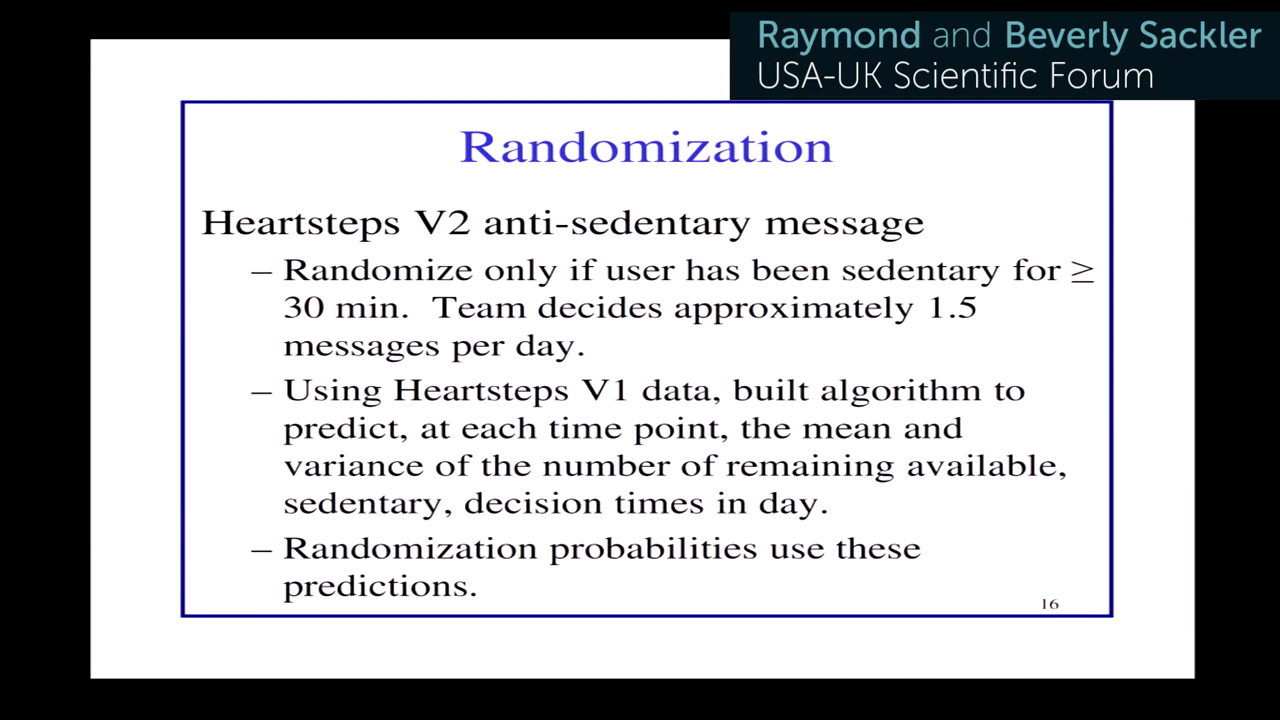 Raymond and Beverly Sackler
USA-UK Scientific Forum
Randomization
Heartsteps V2 anti-sedentary message
– Randomize only if user has been sedentary for ≥
30 min. Team decides approximately 1.5
messages per day.
– Using Heartsteps V1 data, built algorithm to
predict, at each time point, the mean and
variance of the number of remaining available,
sedentary, decision times in day.
– Randomization probabilities use these
predictions.
16